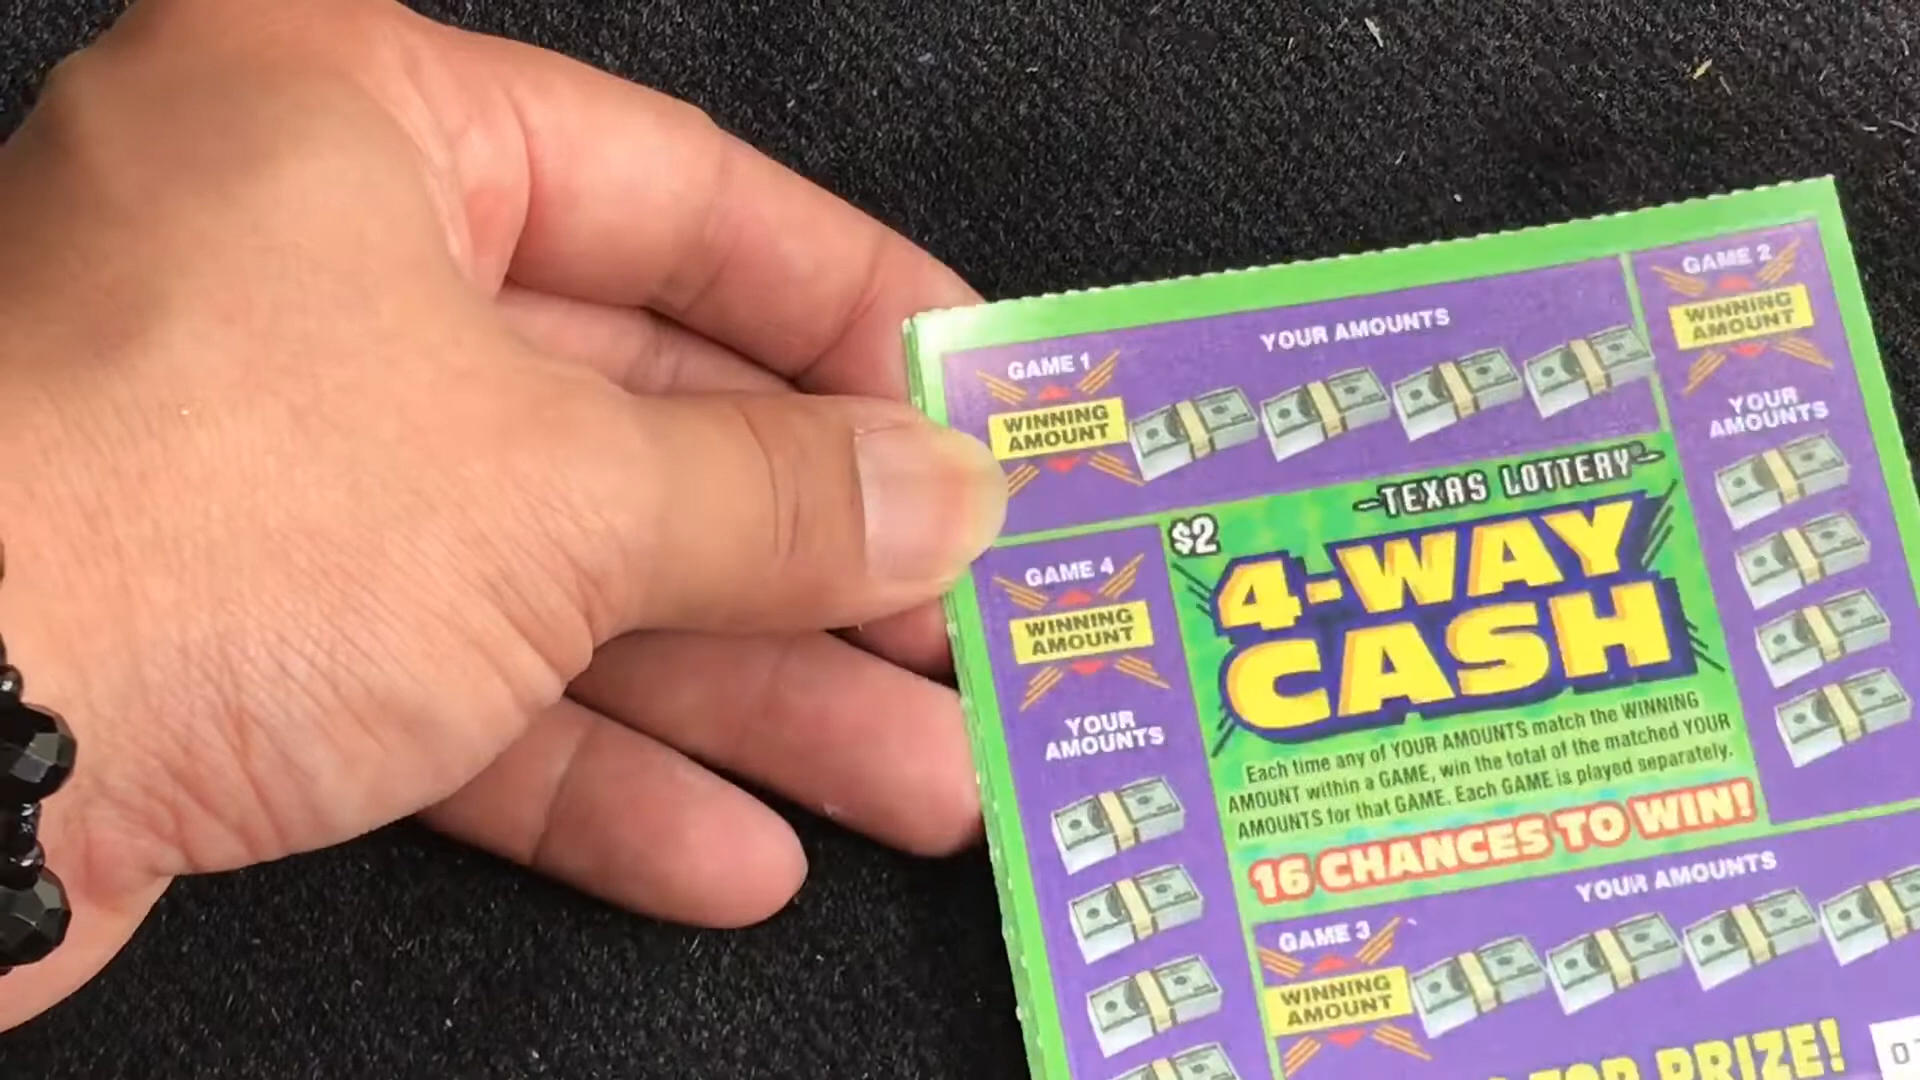 GAME 1
WINNING
AMOUNT
YOUR AMOUNTS
GAME 2
WINNING
AMOUNT
YOUR
AMOUNTS
GAME 4
WINNING
AMOUNT
YOUR
AMOUNTS
$2
-TEXAS LOTTERY-
4-WAY
CASH
Each time any of YOUR AMOUNTS match the WINNING
AMOUNT within a GAME, win the total of the matched YOUR
AMOUNTS for that GAME. Each GAME is played separately.
16 CHANCES TO WIN!
GAME 3
WINNING
AMOUNT
YOUR AMOUNTS
TOP PRIZE!